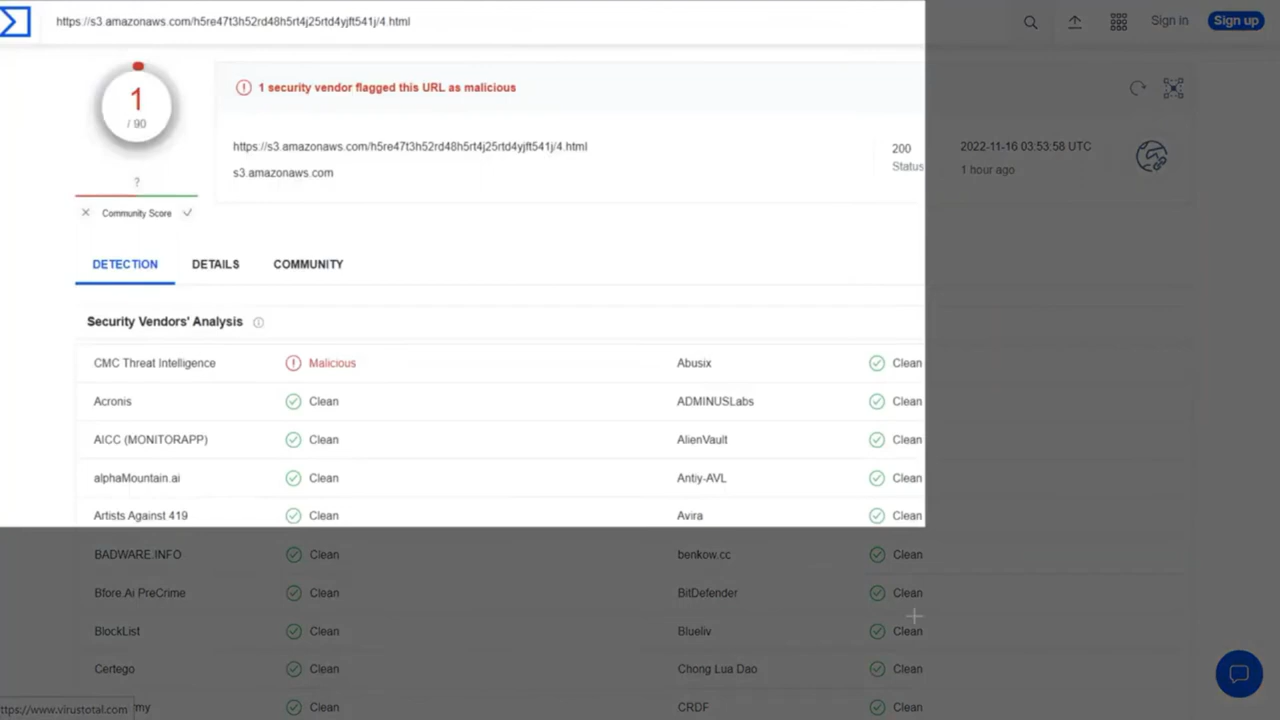 https://s3.amazonaws.com/h5re47t3h52rd48h5rt4j25rtd4yjft541j/4.html
Sign in
Sign up
1
/ 90
1 security vendor flagged this URL as malicious
https://s3.amazonaws.com/h5re47t3h52rd48h5rt4j25rtd4yjft541j/4.html
s3.amazonaws.com
200
Status
2022-11-16 03:53:58 UTC
1 hour ago
?
Community Score
DETECTION DETAILS COMMUNITY
Security Vendors' Analysis
CMC Threat Intelligence Malicious Abusix Clean
Acronis Clean ADMINUSLabs Clean
AICC (MONITORAPP) Clean AlienVault Clean
alphaMountain.ai Clean Antiy-AVL Clean
Artists Against 419 Clean Avira Clean
BADWARE.INFO Clean benkow.cc Clean
Bfore.Ai PreCrime Clean BitDefender Clean
BlockList Clean Blueliv Clean
Certego Clean Chong Lua Dao Clean
my Clean CRDF Clean
ttps://www.virustotal.com